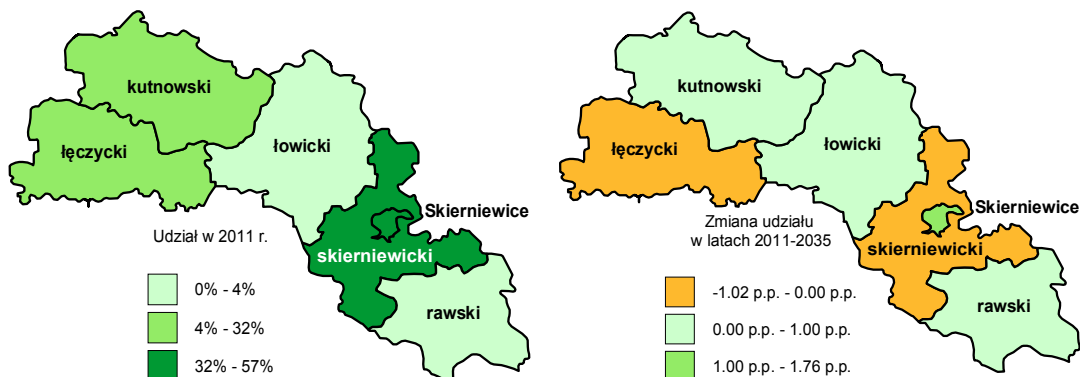 kutnowski
łęczycki
łowicki
Skierniewice
skierniewicki
rawski
Udział w 2011 r.
0% - 4%
4% - 32%
32% - 57%
kutnowski
łęczycki
łowicki
Skierniewice
skierniewicki
rawski
Zmiana udziału
w latach 2011-2035
-1.02 p.p. - 0.00 p.p.
0.00 p.p. - 1.00 p.p.
1.00 p.p. - 1.76 p.p.